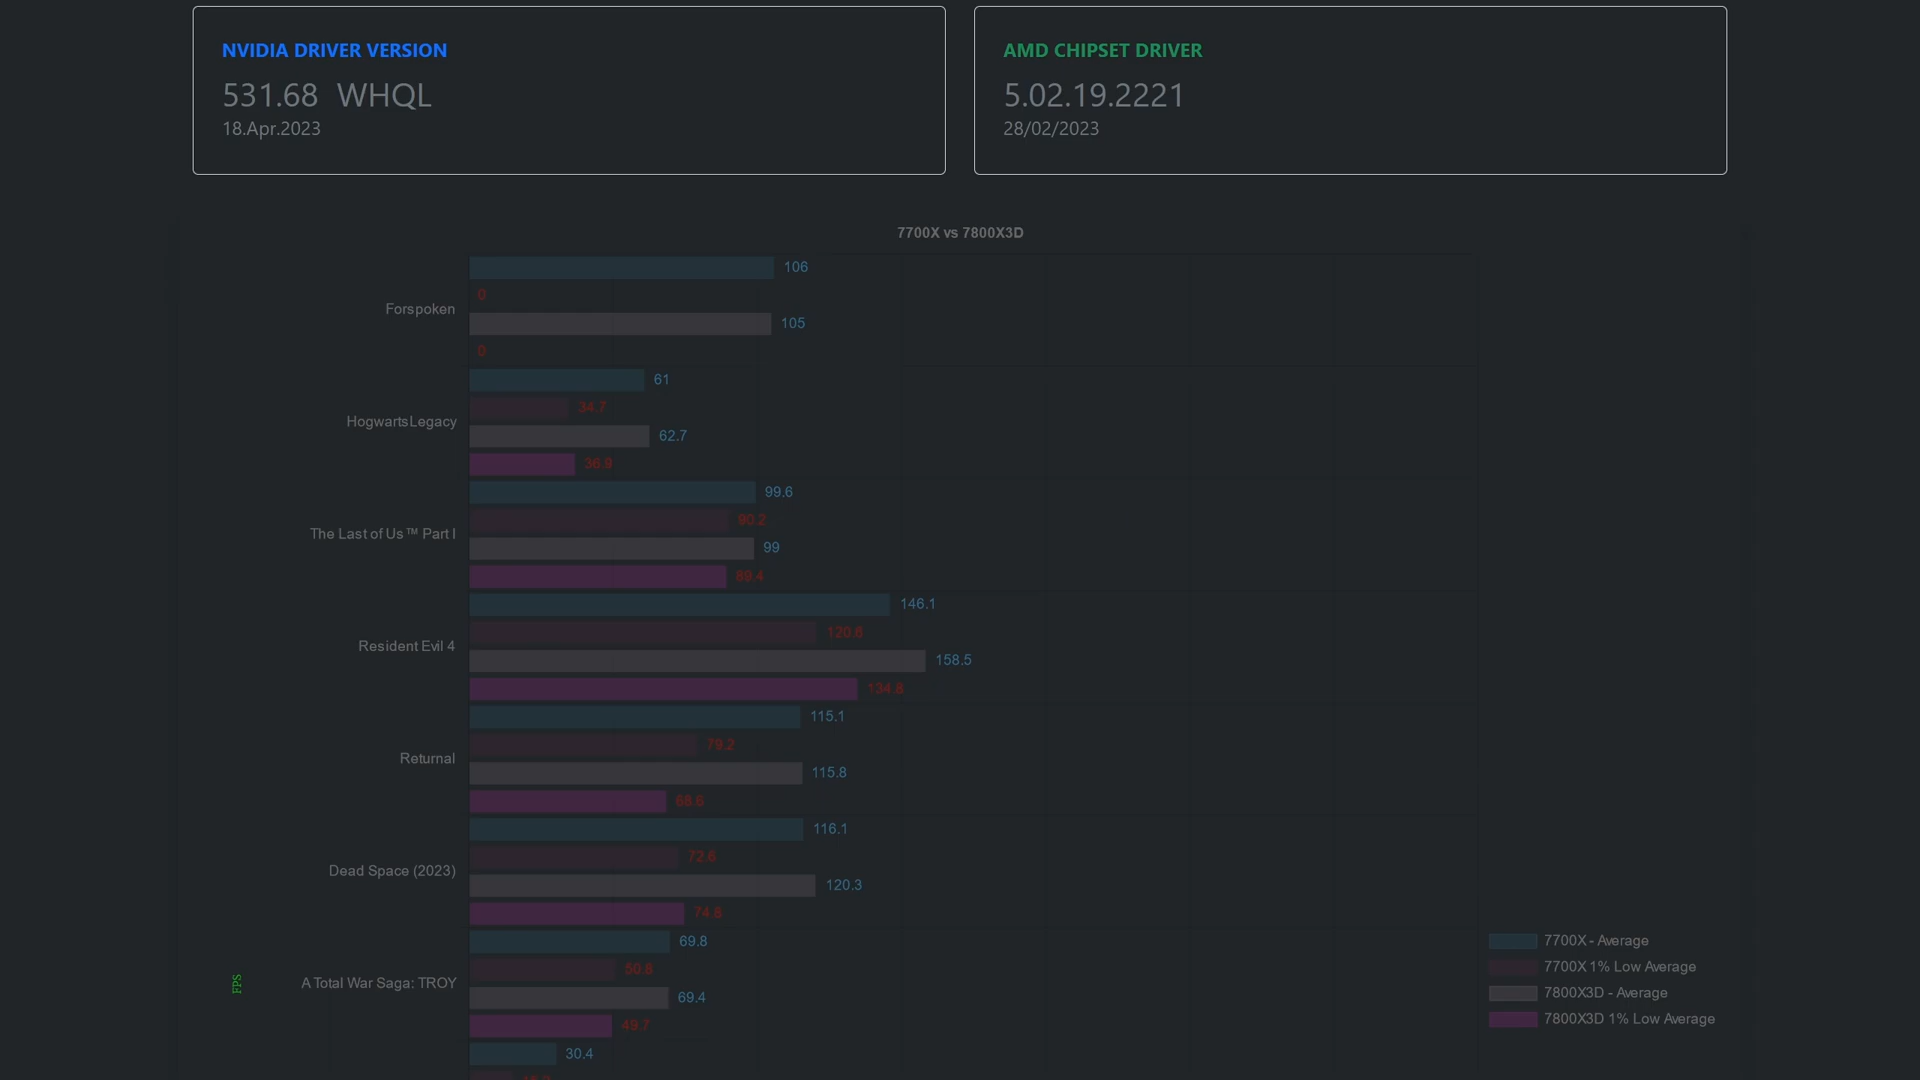 NVIDIA DRIVER VERSION
531.68 WHQL
18.Apr.2023
AMD CHIPSET DRIVER
5.02.19.2221
28/02/2023
7700X vs 7800X3D
106
0
Forspoken
105
0
61
34.7
HogwartsLegacy
62.7
36.9
99.6
90.2
The Last of Us™ Part I
99
89.4
146.1
120.6
Resident Evil 4
158.5
134.8
115.1
79.2
Returnal
115.8
68.6
116.1
72.6
Dead Space (2023)
120.3
69.8
A Total War Saga: TROY
69.4
49.7
30.4
FPS
7700X - Average
7700X 1% Low Average
7800X3D - Average
7800X3D 1% Low Average